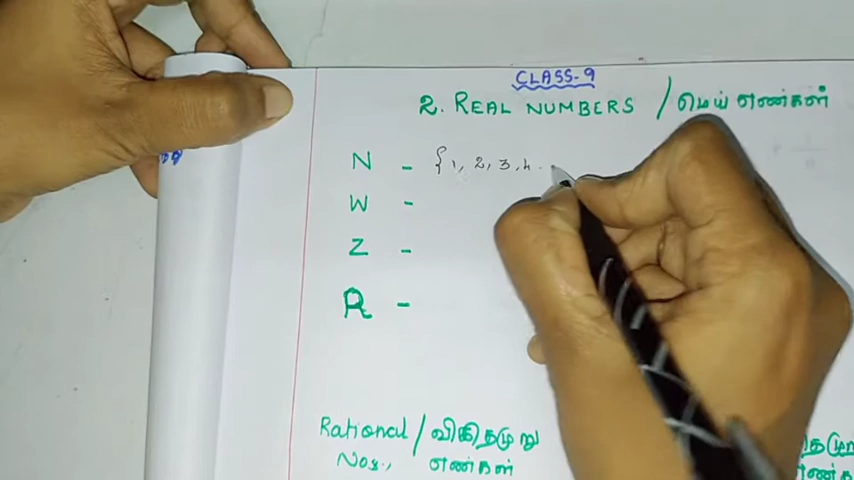 CLASS-9
2. REAL NUMBERS / மெய் எண்கள்
N - {1, 2, 3, 4 ..
W -
Z -
R -
Rational / விகிதமுறு
Nos., எண்கள்